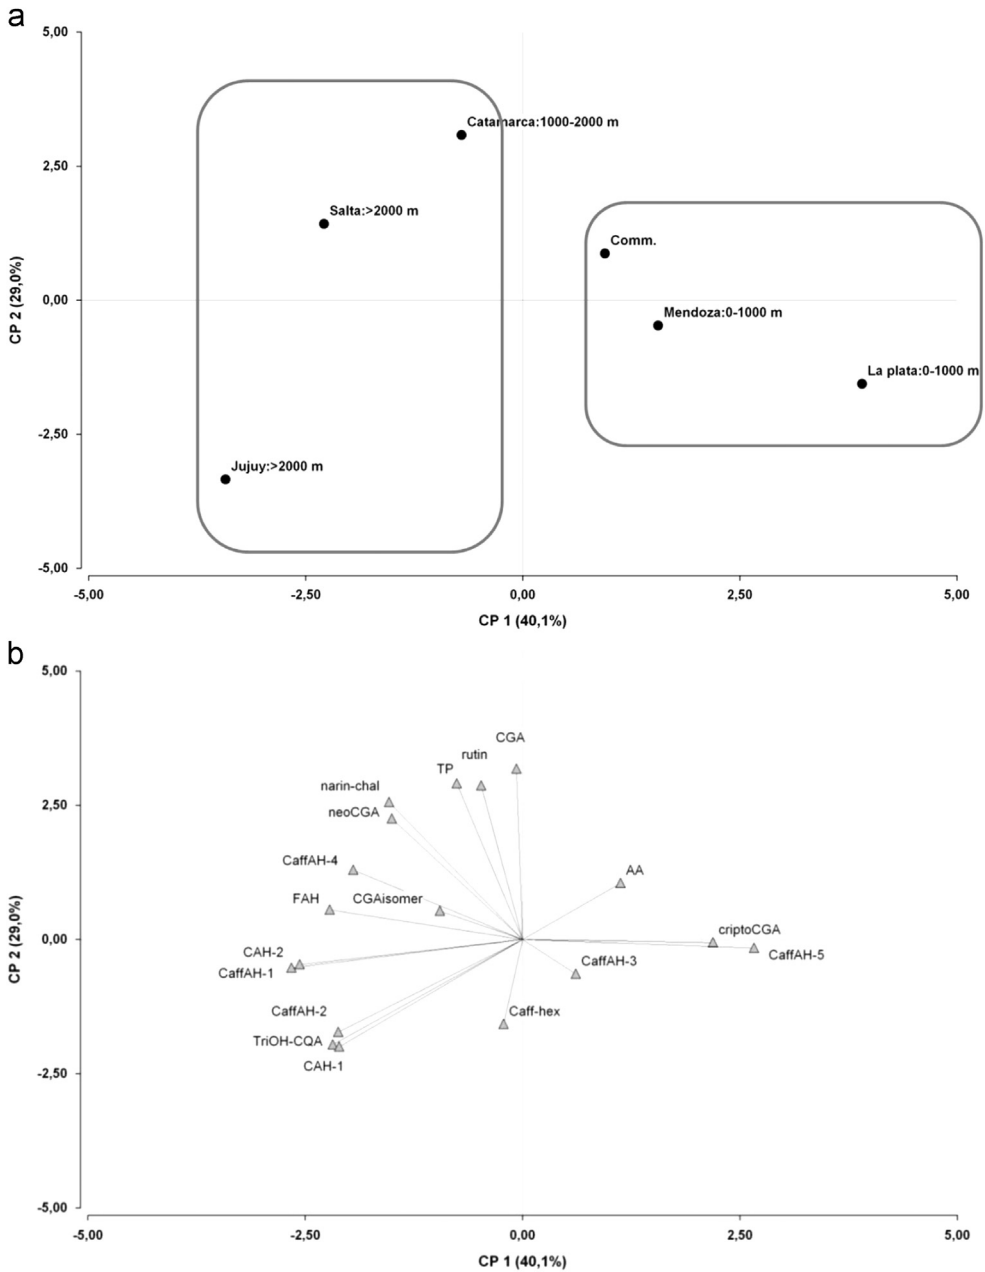 a
5,00
Catamarca:1000-2000 m
2,50
Salta:>2000 m
Comm.
CP 2 (29,0%)
0,00
Mendoza:0-1000 m
La plata:0-1000 m
-2,50
Jujuy:>2000 m
-5,00
-5,00 -2,50 0,00 2,50 5,00
CP 1 (40,1%)
b
5,00
CGA
rutin
TP
narin-chal
2,50
neoCGA
CaffAH-4
AA
FAH
CGAisomer
CP 2 (29,0%)
criptoCGA
0,00
CAH-2
CaffAH-5
CaffAH-3
CaffAH-1
CaffAH-2
Caff-hex
TriOH-CQA
CAH-1
-2,50
-5,00
-5,00 -2,50 0,00 2,50 5,00
CP 1 (40,1%)